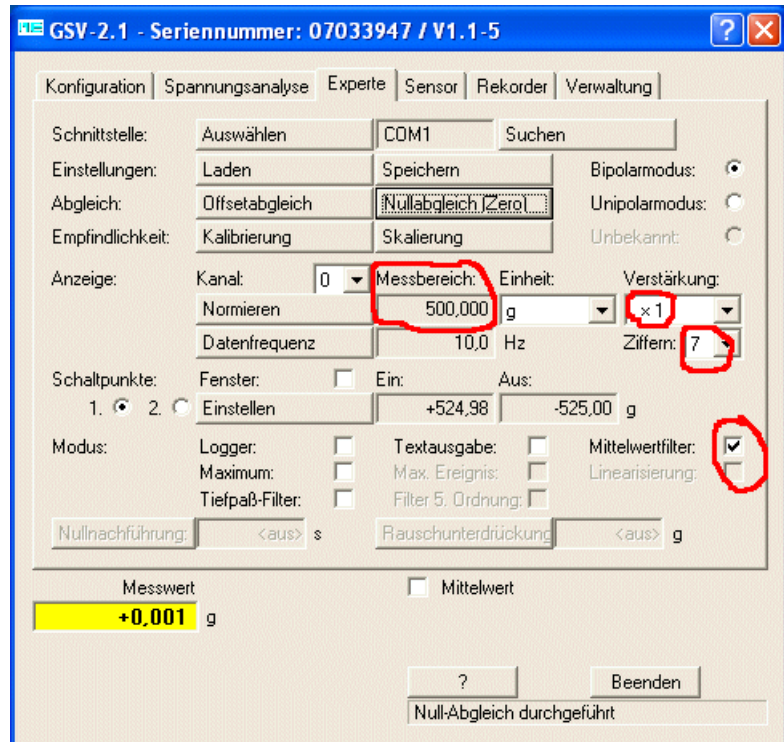 GSV-2.1 - Seriennummer: 07033947 / V1.1-5
Konfiguration Spannungsanalyse Experte Sensor Rekorder Verwaltung
Schnittstelle: Auswählen COM1 Suchen
Einstellungen: Laden Speichern Bipolarmodus:
Abgleich: Offsetabgleich Nullabgleich (Zero) Unipolarmodus:
Empfindlichkeit: Kalibrierung Skalierung Unbekannt:
Anzeige: Kanal: 0 Messbereich: Einheit: Verstärkung:
Normieren 500,000 g ×1
Datenfrequenz 10,0 Hz Ziffern: 7
Schaltpunkte: Fenster: Ein: Aus:
1. 2. Einstellen +524,98 -525,00 g
Modus: Logger: Textausgabe: Mittelwertfilter:
Maximum: Max. Ereignis: Linearisierung:
Tiefpaß-Filter: Filter 5. Ordnung:
Nullnachführung: <aus> s Rauschunterdrückung <aus> g
Messwert Mittelwert
+0,001 g
? Beenden
Null-Abgleich durchgeführt